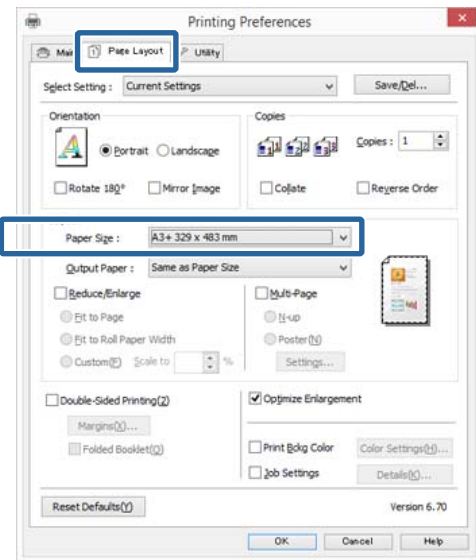 Printing Preferences
Main Page Layout Utility
Select Setting : Current Settings Save/Del...
Orientation Copies
Portrait Landscape Copies : 1
Rotate 180° Mirror Image Collate Reverse Order
Paper Size : A3+ 329 x 483 mm
Output Paper : Same as Paper Size
Reduce/Enlarge Multi-Page
Fit to Page N-up
Fit to Roll Paper Width Poster(N)
Custom(F) Scale to % Settings...
Double-Sided Printing(2) Optimize Enlargement
Margins(X)...
Folded Booklet(O) Print Bckg Color Color Settings(H)...
Job Settings Details(K)...
Reset Defaults(Y) Version 6.70
OK Cancel Help